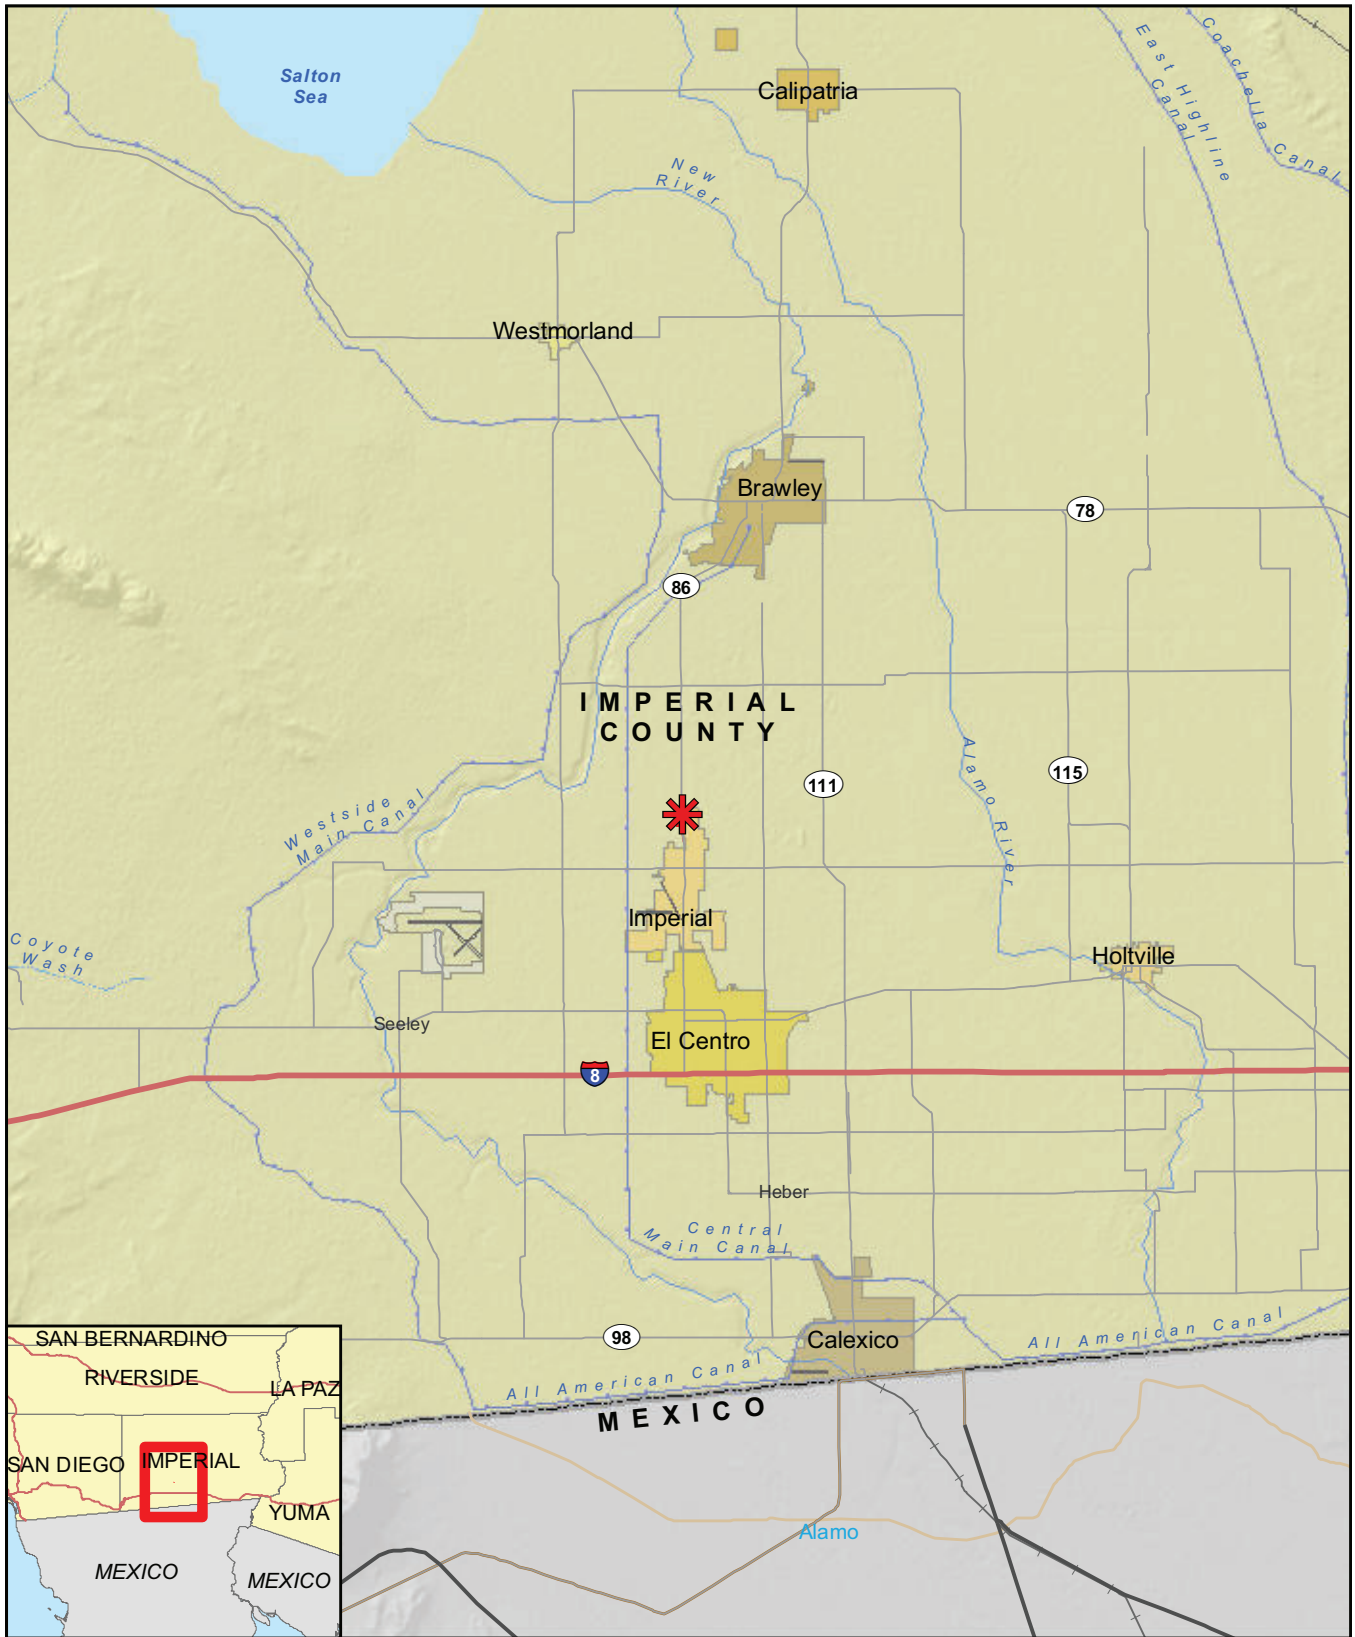 Salton
Sea
Calipatria
East Highline
Canal
Coachella Canal
New
River
Westmorland
Brawley
78
86
IMPERIAL
COUNTY
Alamo River
111
115
Westside
Main Canal
Imperial
Coyote
Wash
Holtville
Seeley
El Centro
8
Heber
Central
Main Canal
98
Calexico
All American Canal
All American Canal
MEXICO
Alamo
SAN BERNARDINO
RIVERSIDE
LA PAZ
SAN DIEGO
IMPERIAL
YUMA
MEXICO
MEXICO